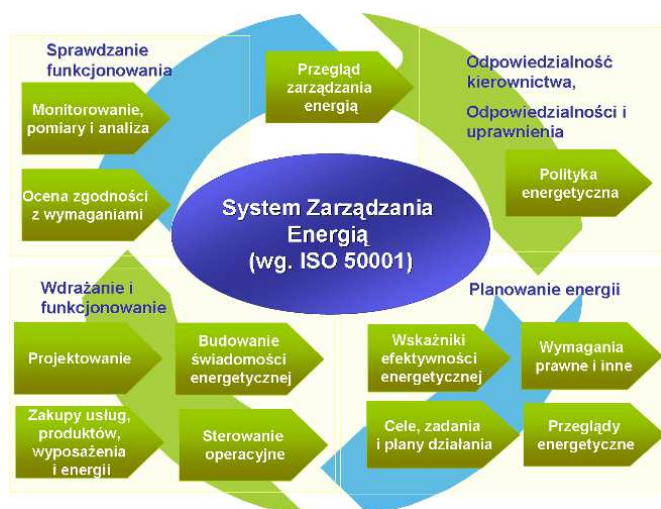 Sprawdzanie
funkcjonowania
Monitorowanie,
pomiary i analiza
Ocena zgodności
z wymaganiami
Przegląd
zarządzania
energią
Odpowiedzialność
kierownictwa,
Odpowiedzialności i
uprawnienia
Polityka
energetyczna
System Zarządzania
Energią
(wg. ISO 50001)
Wdrażanie i
funkcjonowanie
Projektowanie
Budowanie
świadomości
energetycznej
Zakupy usług,
produktów,
wyposażenia
i energii
Sterowanie
operacyjne
Planowanie energii
Wskaźniki
efektywności
energetycznej
Wymagania
prawne i inne
Cele, zadania
i plany działania
Przeglądy
energetyczne